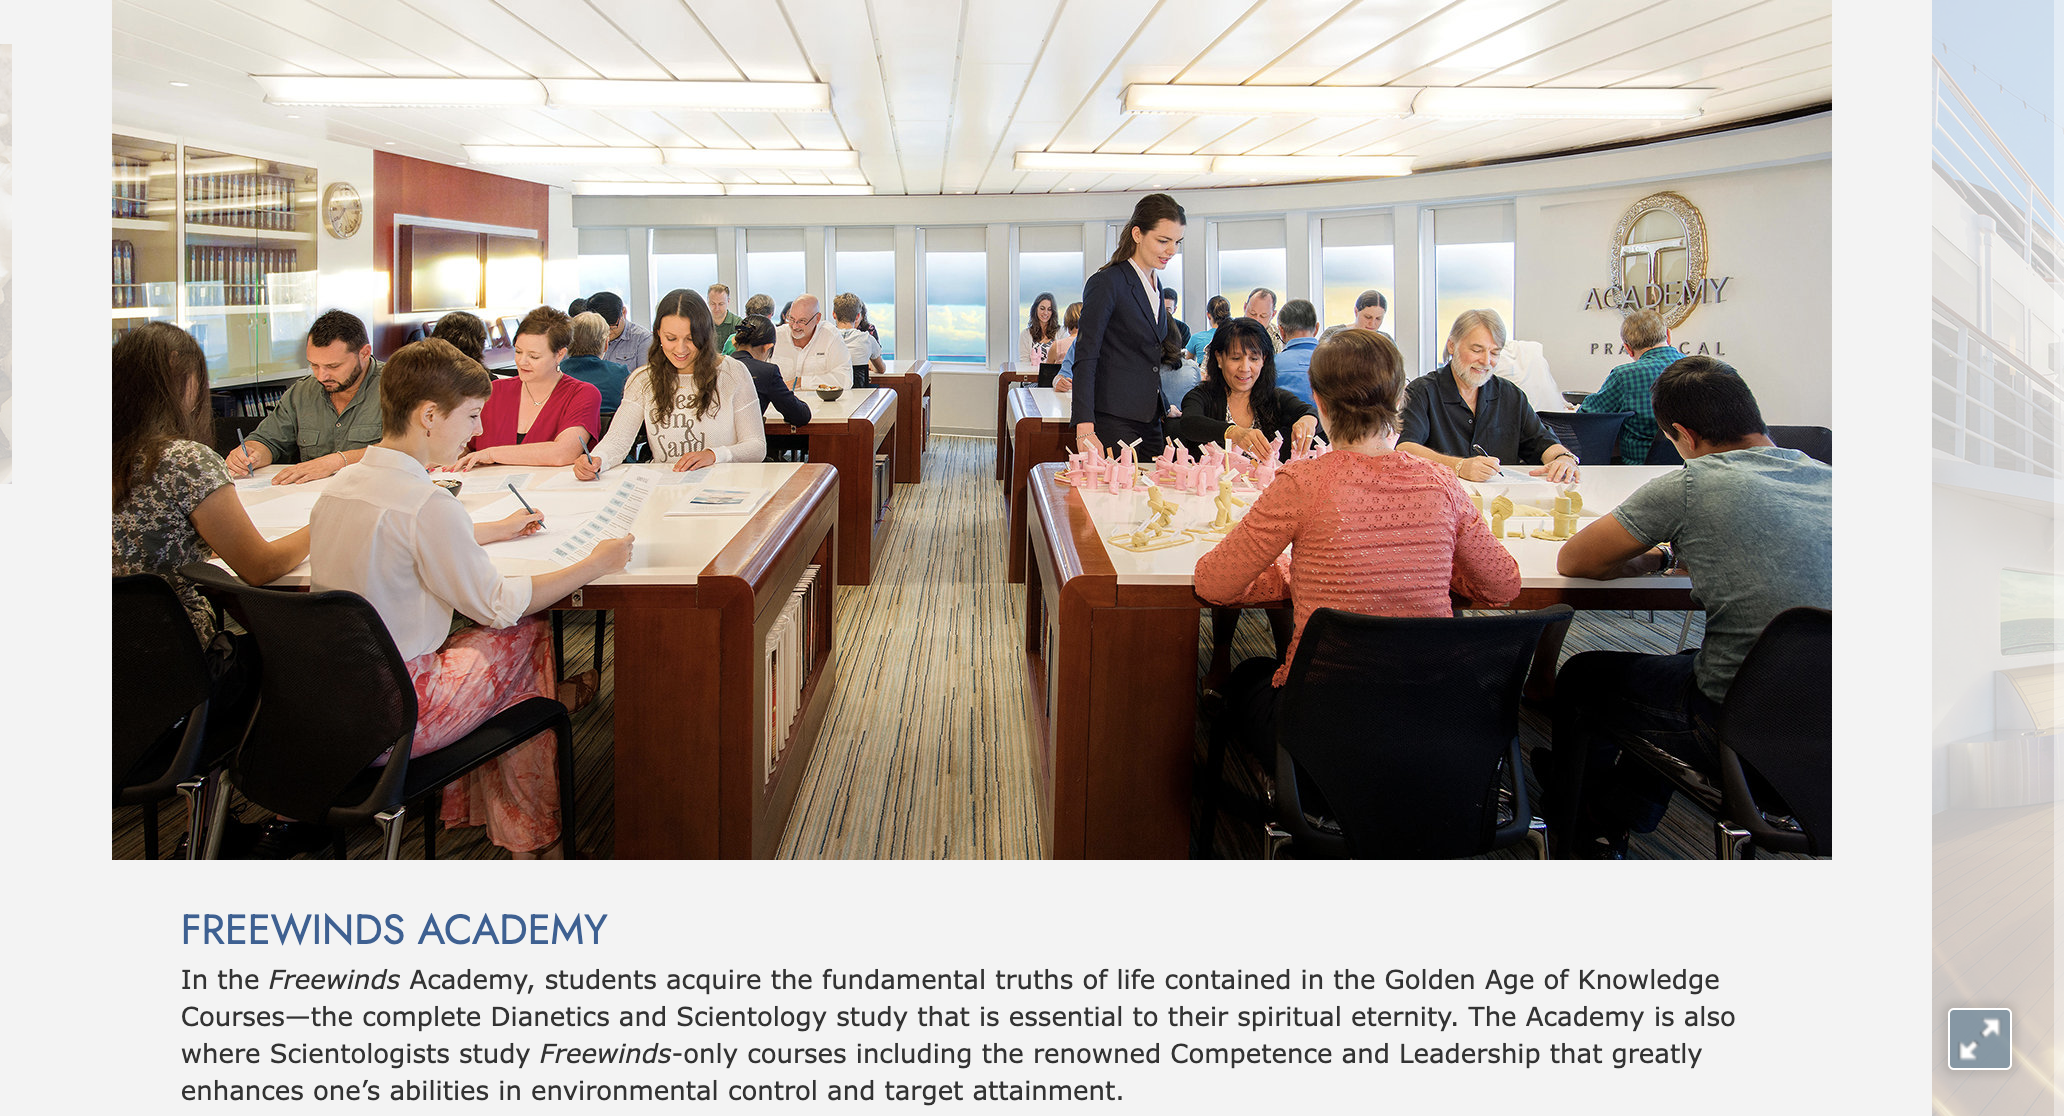 ACADEMY
PRACTICAL
Sun
&
Sand
FREEWINDS ACADEMY
In the Freewinds Academy, students acquire the fundamental truths of life contained in the Golden Age of Knowledge
Courses—the complete Dianetics and Scientology study that is essential to their spiritual eternity. The Academy is also
where Scientologists study Freewinds-only courses including the renowned Competence and Leadership that greatly
enhances one’s abilities in environmental control and target attainment.